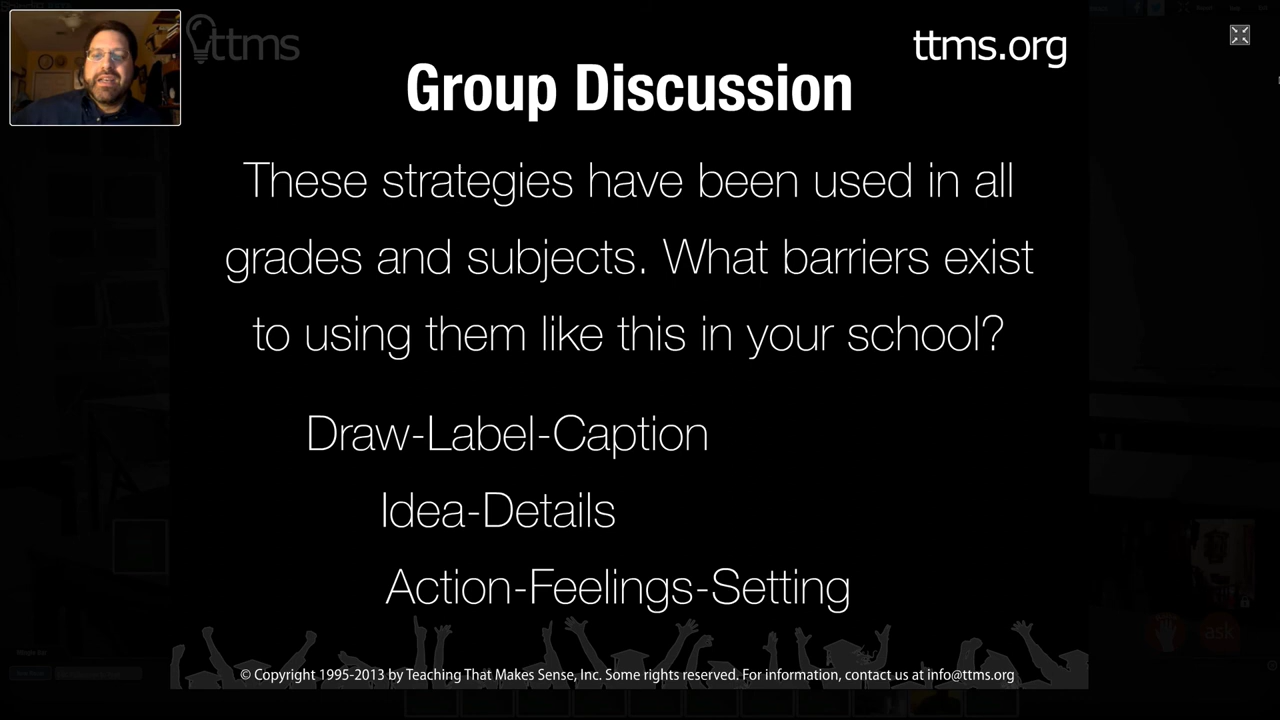 ttms
ttms.org
Group Discussion
These strategies have been used in all
grades and subjects. What barriers exist
to using them like this in your school?
Draw-Label-Caption
Idea-Details
Action-Feelings-Setting
ask
© Copyright 1995-2013 by Teaching That Makes Sense, Inc. Some rights reserved. For information, contact us at info@ttms.org